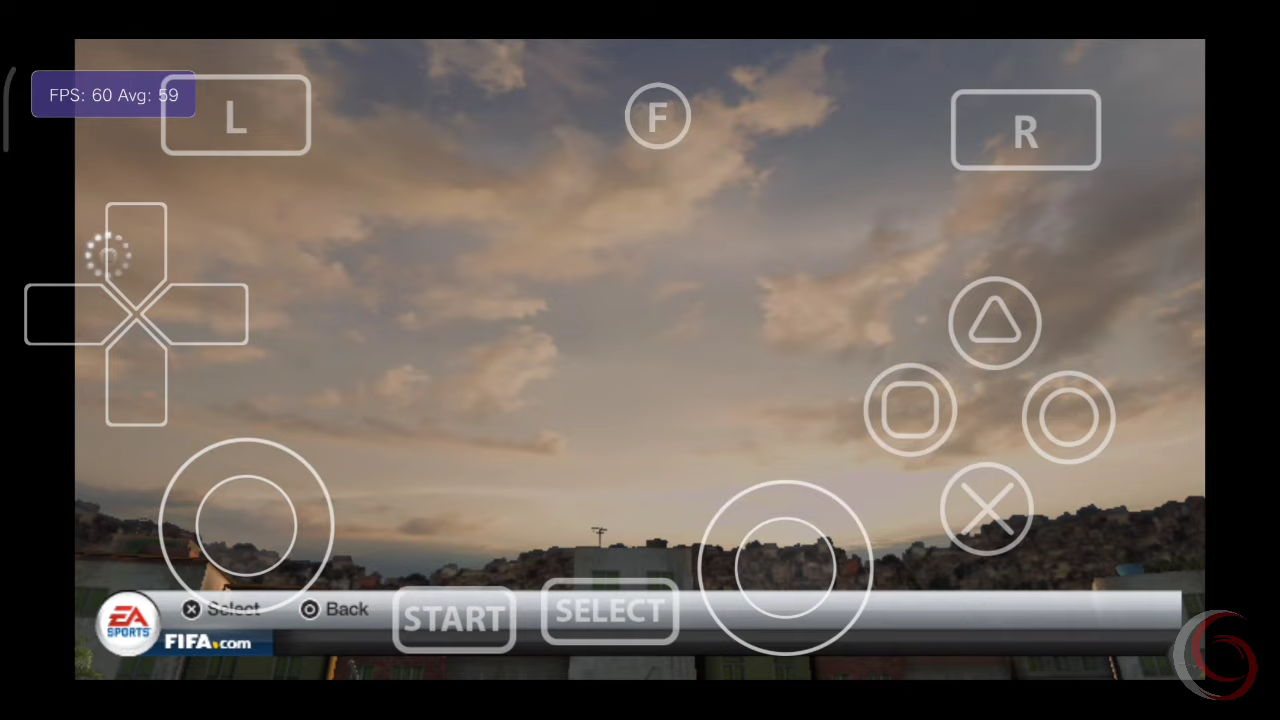 FPS: 60 Avg: 59
L
F
R
Select
Back
START
SELECT
EA
SPORTS
FIFA.com